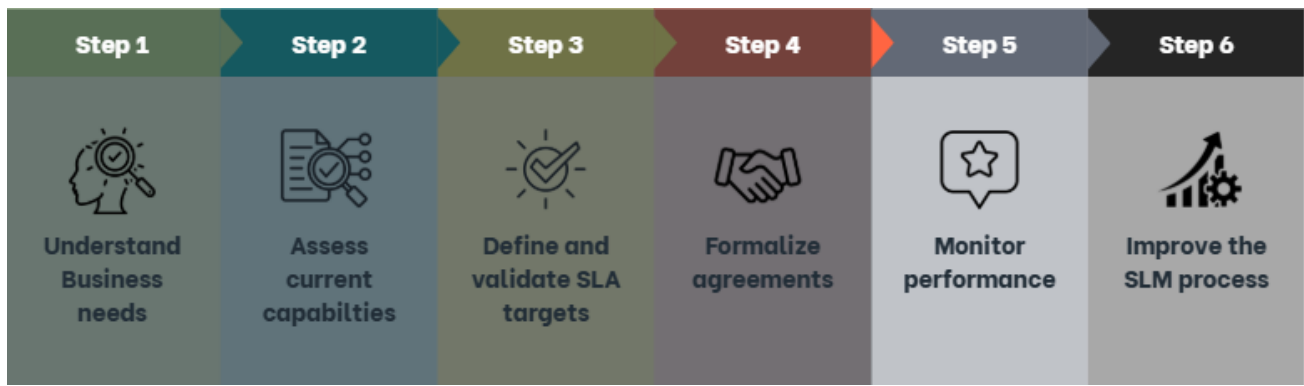 Step 1
Step 2
Step 3
Step 4
Step 5
Step 6
Understand
Business
needs
Assess
current
capabilties
Define and
validate SLA
targets
Formalize
agreements
Monitor
performance
Improve the
SLM process